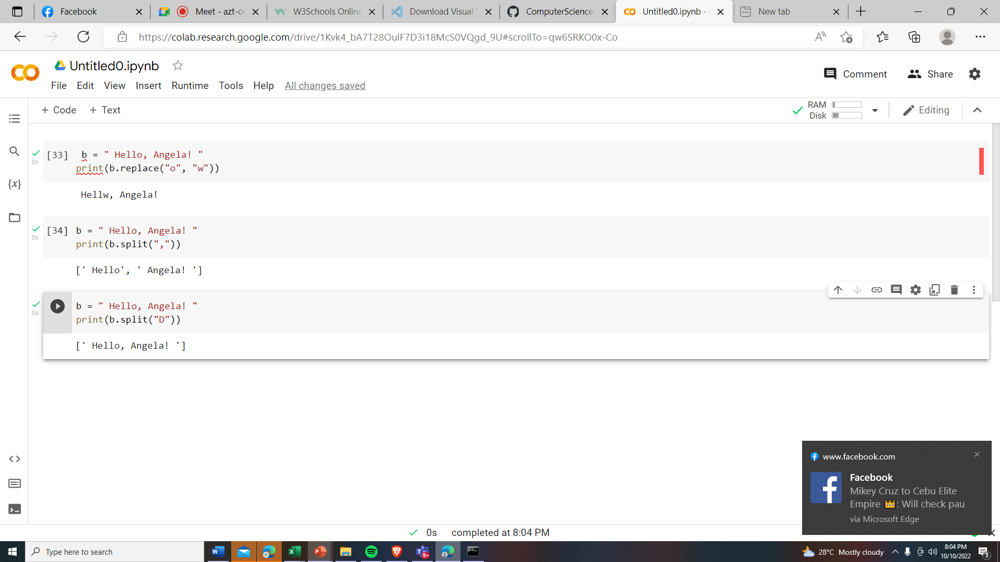 Facebook
Meet - azt-og
W3Schools Online
Download Visual S
ComputerScience2
Untitled0.ipynb -
New tab
https://colab.research.google.com/drive/1Kvk4_bA7T28OulF7D3i18McS0VQgd_9U#scrollTo=qw6SRKO0x-Co
Untitled0.ipynb
Comment
Share
File Edit View Insert Runtime Tools Help All changes saved
+ Code + Text
RAM
Disk
Editing
[33] b = " Hello, Angela! "
print(b.replace("o", "w"))
0s
Hellw, Angela!
[34] b = " Hello, Angela! "
print(b.split(","))
0s
[' Hello', ' Angela! ']
b = " Hello, Angela! "
print(b.split("D"))
0s
[' Hello, Angela! ']
{x}
www.facebook.com
Facebook
Mikey Cruz to Cebu Elite
Empire 👑: Will check pau
via Microsoft Edge
0s completed at 8:04 PM
Type here to search
9+
28°C Mostly cloudy
8:04 PM
10/10/2022
3